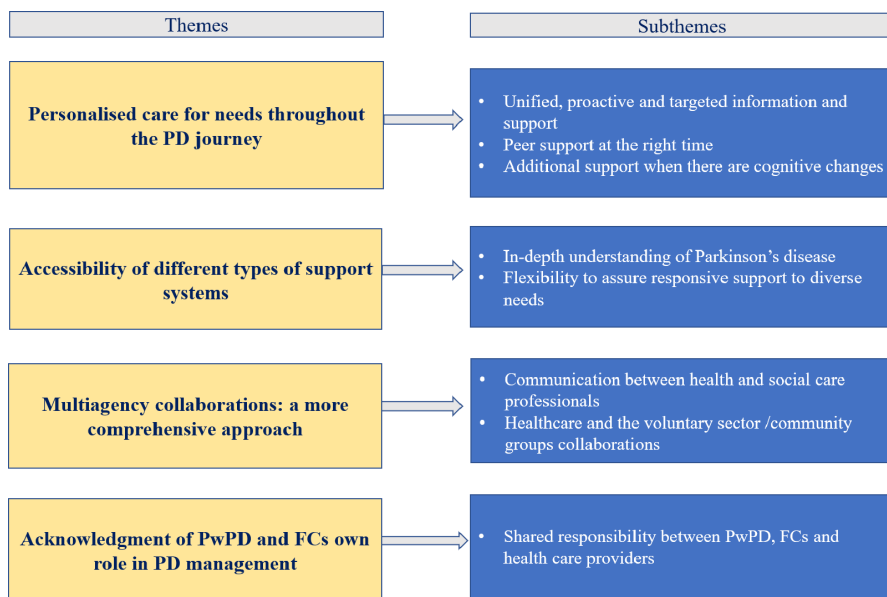 Themes
Subthemes
Personalised care for needs throughout
the PD journey
• Unified, proactive and targeted information and
support
• Peer support at the right time
• Additional support when there are cognitive changes
Accessibility of different types of support
systems
• In-depth understanding of Parkinson's disease
• Flexibility to assure responsive support to diverse
needs
Multiagency collaborations: a more
comprehensive approach
• Communication between health and social care
professionals
• Healthcare and the voluntary sector /community
groups collaborations
Acknowledgment of PwPD and FCs own
role in PD management
• Shared responsibility between PwPD, FCs and
health care providers